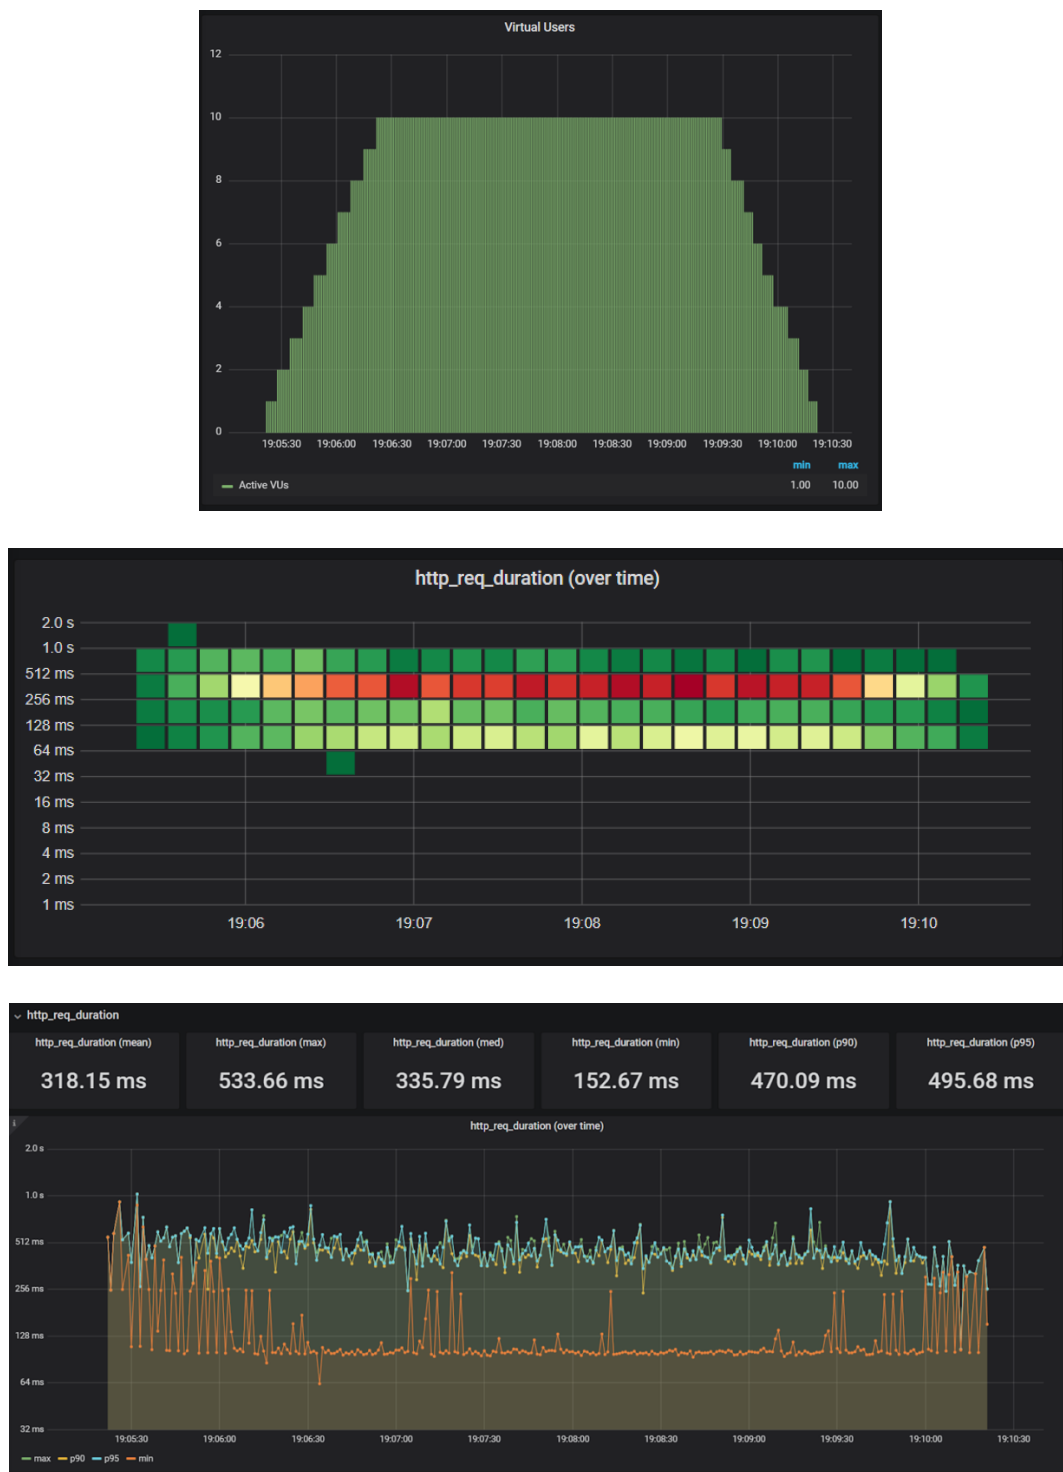 Virtual Users
12
10
8
6
4
2
0
19:05:30 19:06:00 19:06:30 19:07:00 19:07:30 19:08:00 19:08:30 19:09:00 19:09:30 19:10:00 19:10:30
min max
Active VUs 1.00 10.00
http_req_duration (over time)
2.0 s
1.0 s
512 ms
256 ms
128 ms
64 ms
32 ms
16 ms
8 ms
4 ms
2 ms
1 ms
19:06 19:07 19:08 19:09 19:10
http_req_duration
http_req_duration (mean) http_req_duration (max) http_req_duration (med) http_req_duration (min) http_req_duration (p90) http_req_duration (p95)
318.15 ms 533.66 ms 335.79 ms 152.67 ms 470.09 ms 495.68 ms
i
http_req_duration (over time)
2.0 s
1.0 s
512 ms
256 ms
128 ms
64 ms
32 ms
19:05:30 19:06:00 19:06:30 19:07:00 19:07:30 19:08:00 19:08:30 19:09:00 19:09:30 19:10:00 19:10:30
max p90 p95 min